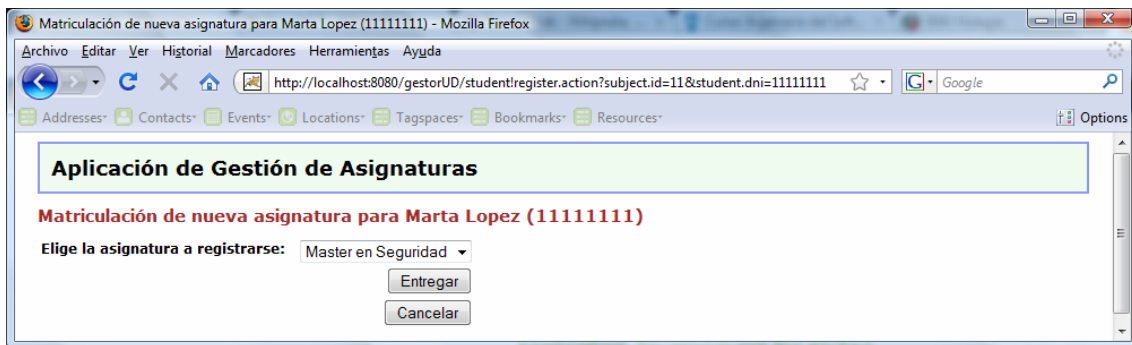 Matriculación de nueva asignatura para Marta Lopez (11111111) - Mozilla Firefox
Archivo Editar Ver Historial Marcadores Herramientas Ayuda
http://localhost:8080/gestorUD/student!register.action?subject.id=11&student.dni=11111111 G Google
Addresses Contacts Events Locations Tagspaces Bookmarks Resources Options
Aplicación de Gestión de Asignaturas
Matriculación de nueva asignatura para Marta Lopez (11111111)
Elige la asignatura a registrarse: Master en Seguridad
Entregar
Cancelar